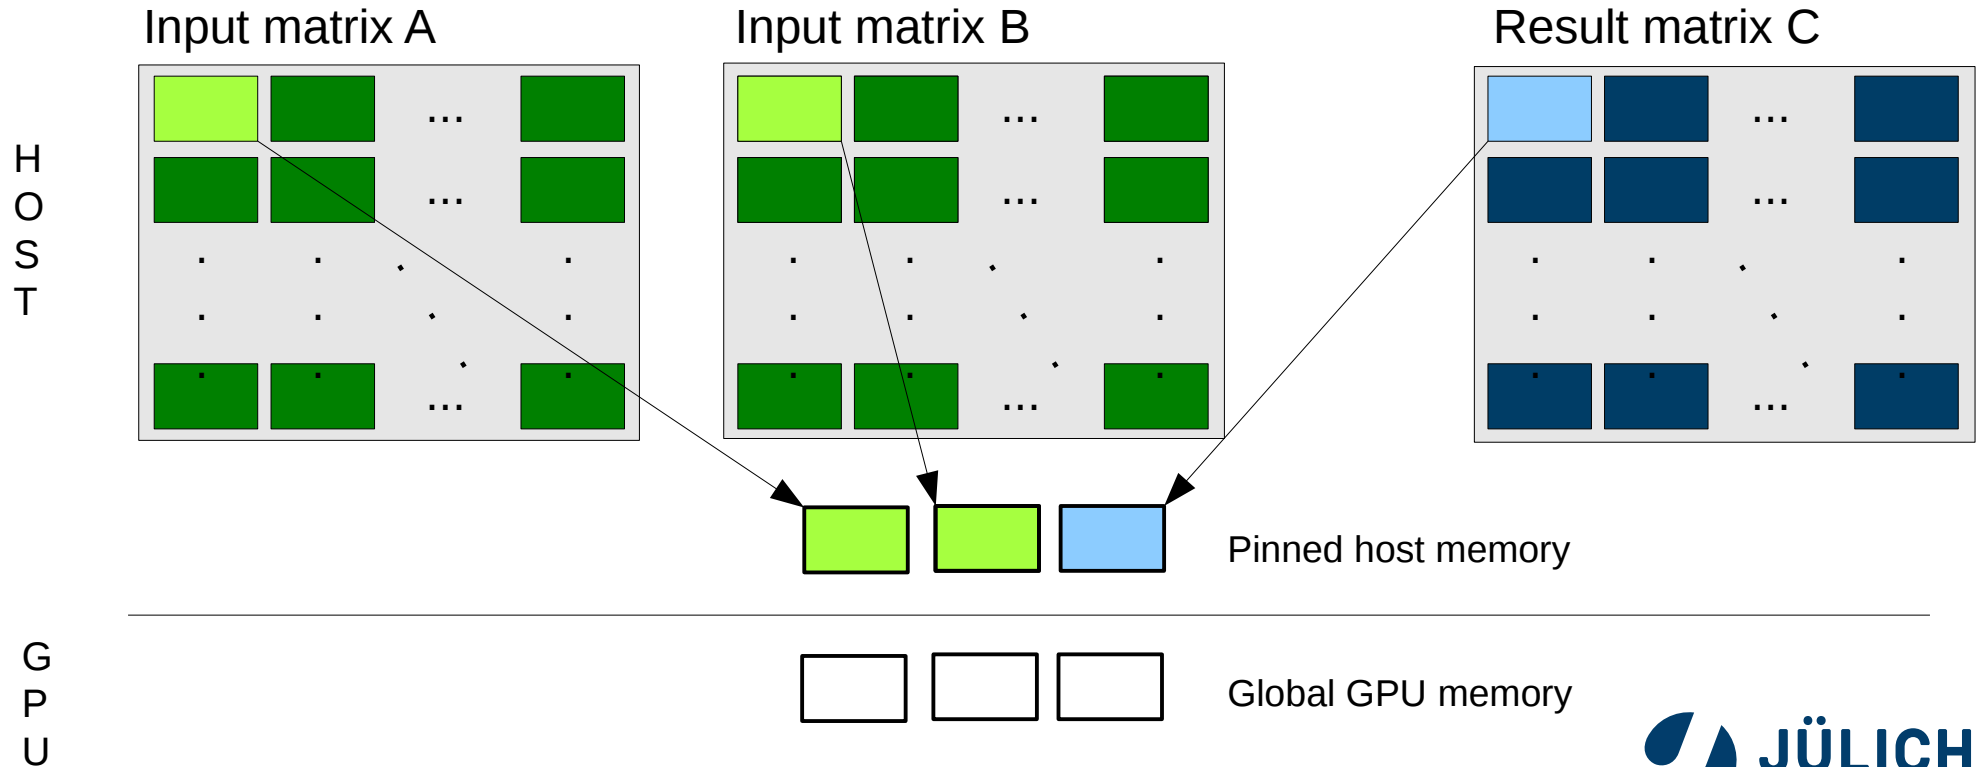 Input matrix A
Input matrix B
Result matrix C
... 
...
...
HOST
...
...
...
...
...
...
Pinned host memory
GPU
Global GPU memory
JÜLICH